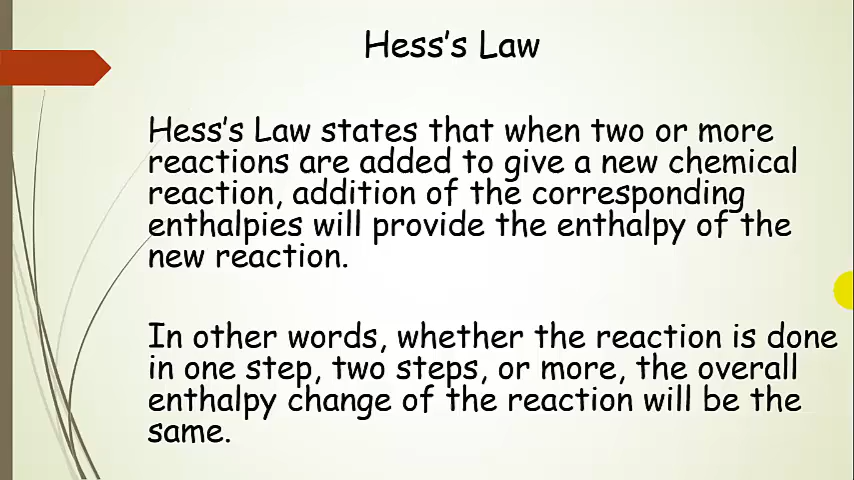 Hess's Law
Hess's Law states that when two or more
reactions are added to give a new chemical
reaction, addition of the corresponding
enthalpies will provide the enthalpy of the
new reaction.
In other words, whether the reaction is done
in one step, two steps, or more, the overall
enthalpy change of the reaction will be the
same.